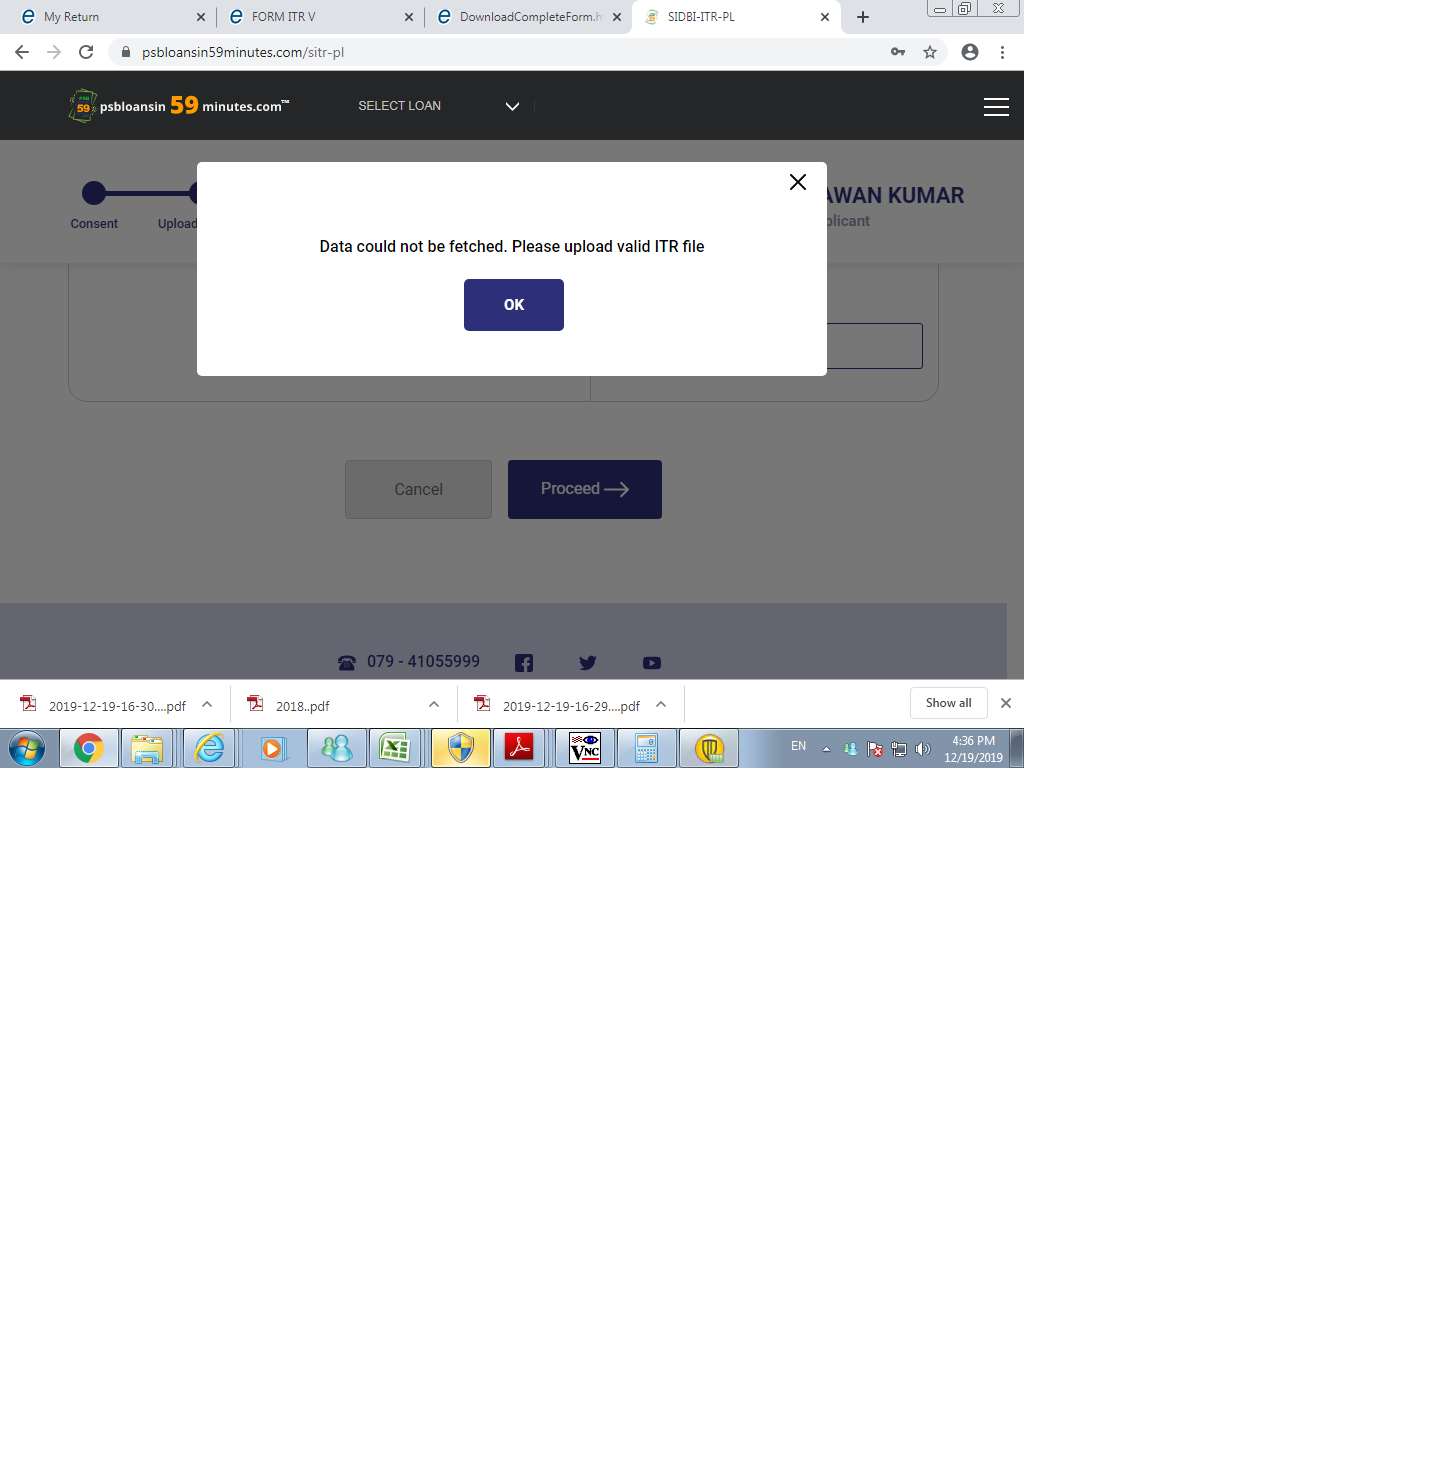 My Return
FORM ITR V
DownloadCompleteForm.h
SIDBI-ITR-PL
psbloansin59minutes.com/sitr-pl
PSB
59
psbloansin 59 minutes.com™
SELECT LOAN
AWAN KUMAR
plicant
Consent
Upload
Data could not be fetched. Please upload valid ITR file
OK
Cancel
Proceed
079 - 41055999
2019-12-19-16-30....pdf
2018..pdf
2019-12-19-16-29....pdf
Show all
VNC
EN
4:36 PM
12/19/2019